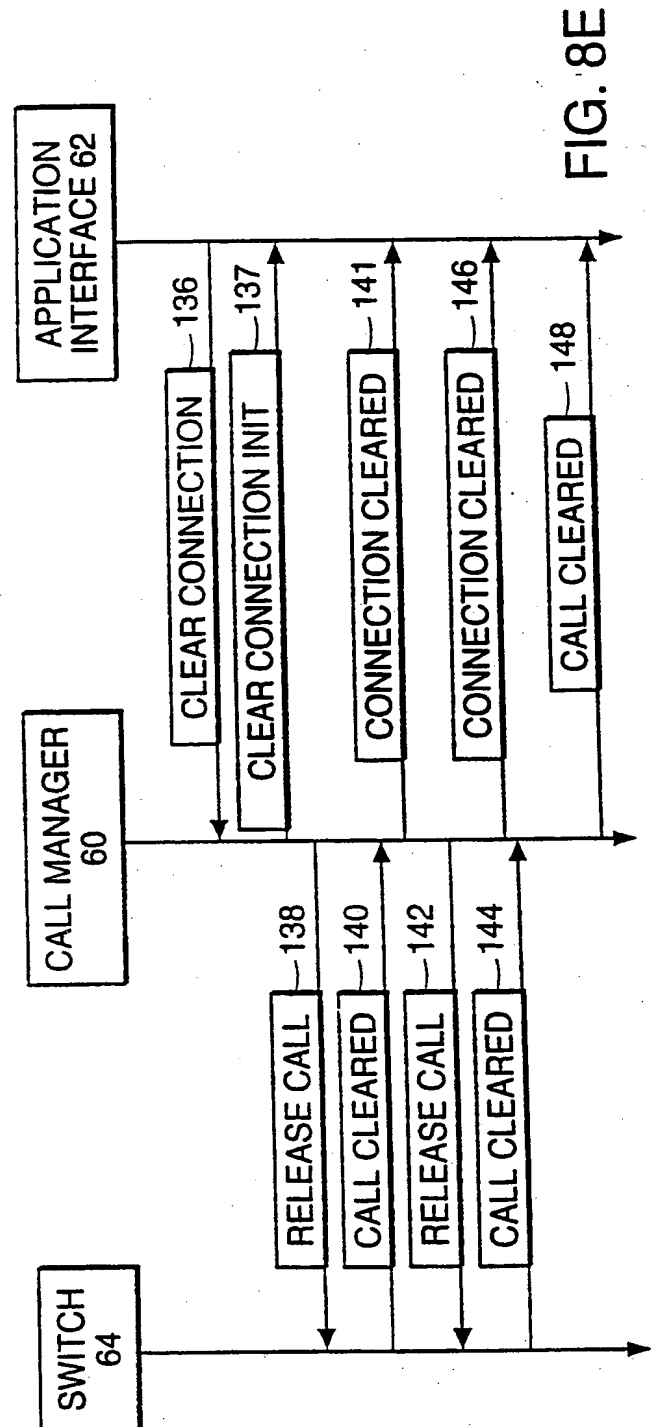 SWITCH
64
CALL MANAGER
60
APPLICATION
INTERFACE 62
CLEAR CONNECTION
136
CLEAR CONNECTION INIT
137
RELEASE CALL
138
CALL CLEARED
140
CONNECTION CLEARED
141
RELEASE CALL
142
CALL CLEARED
144
CONNECTION CLEARED
146
CALL CLEARED
148
FIG. 8E